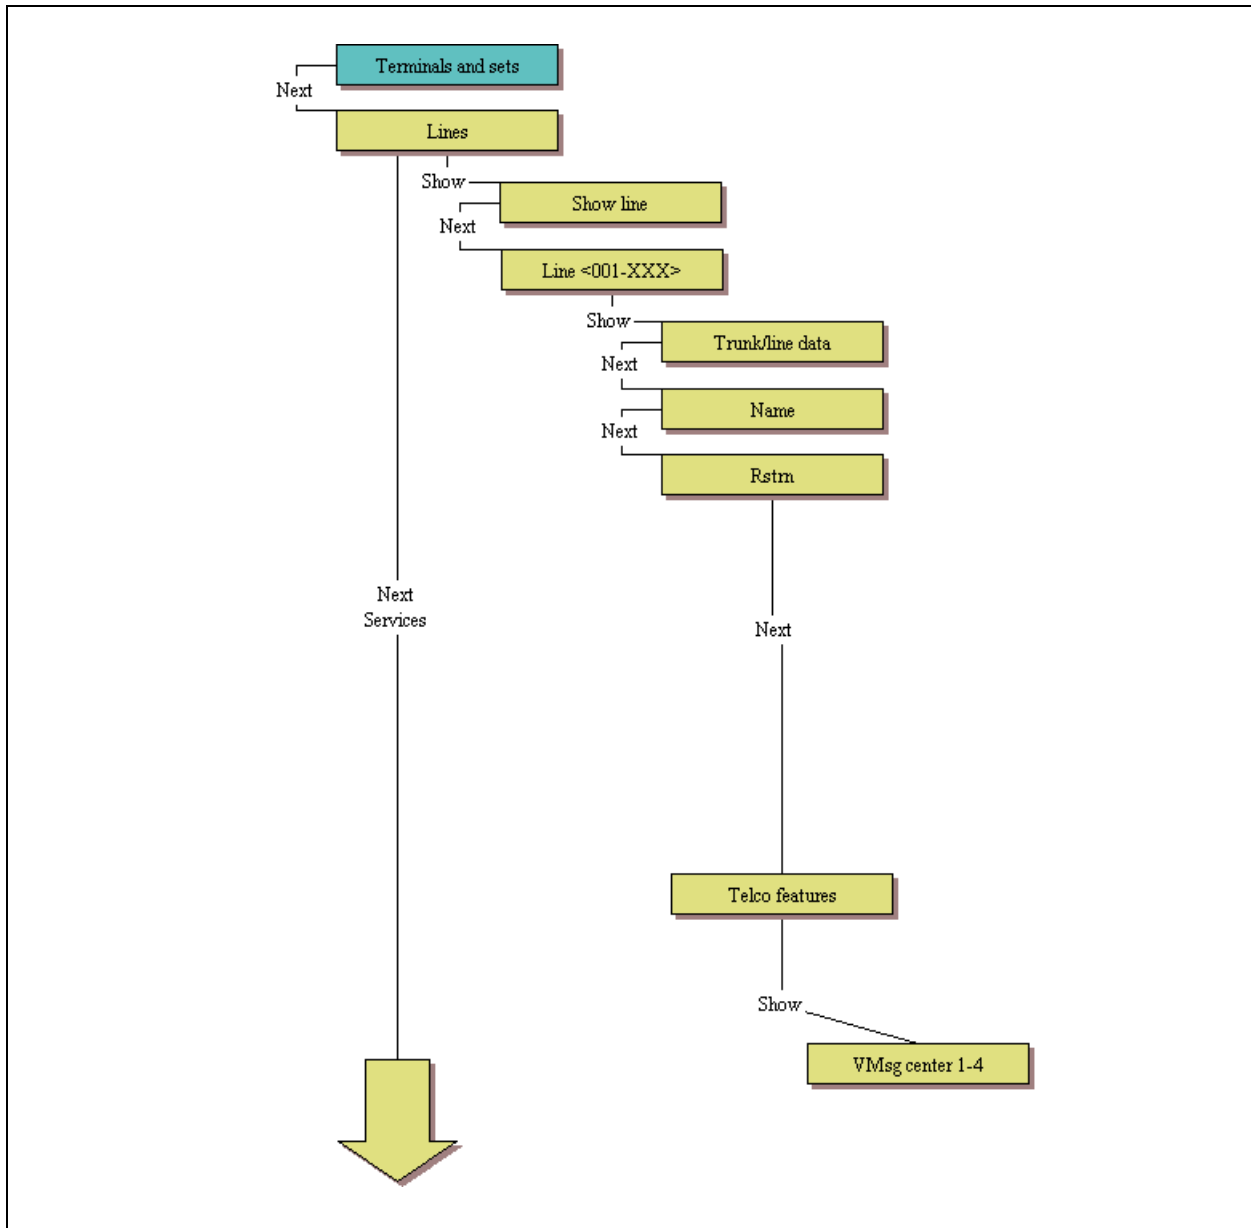 Terminals and sets
Next
Lines
Show
Show line
Next
Line <001-XXX>
Show
Trunk/line data
Next
Name
Next
Rstrn
Next
Services
Next
Telco features
Show
VMsg center 1-4